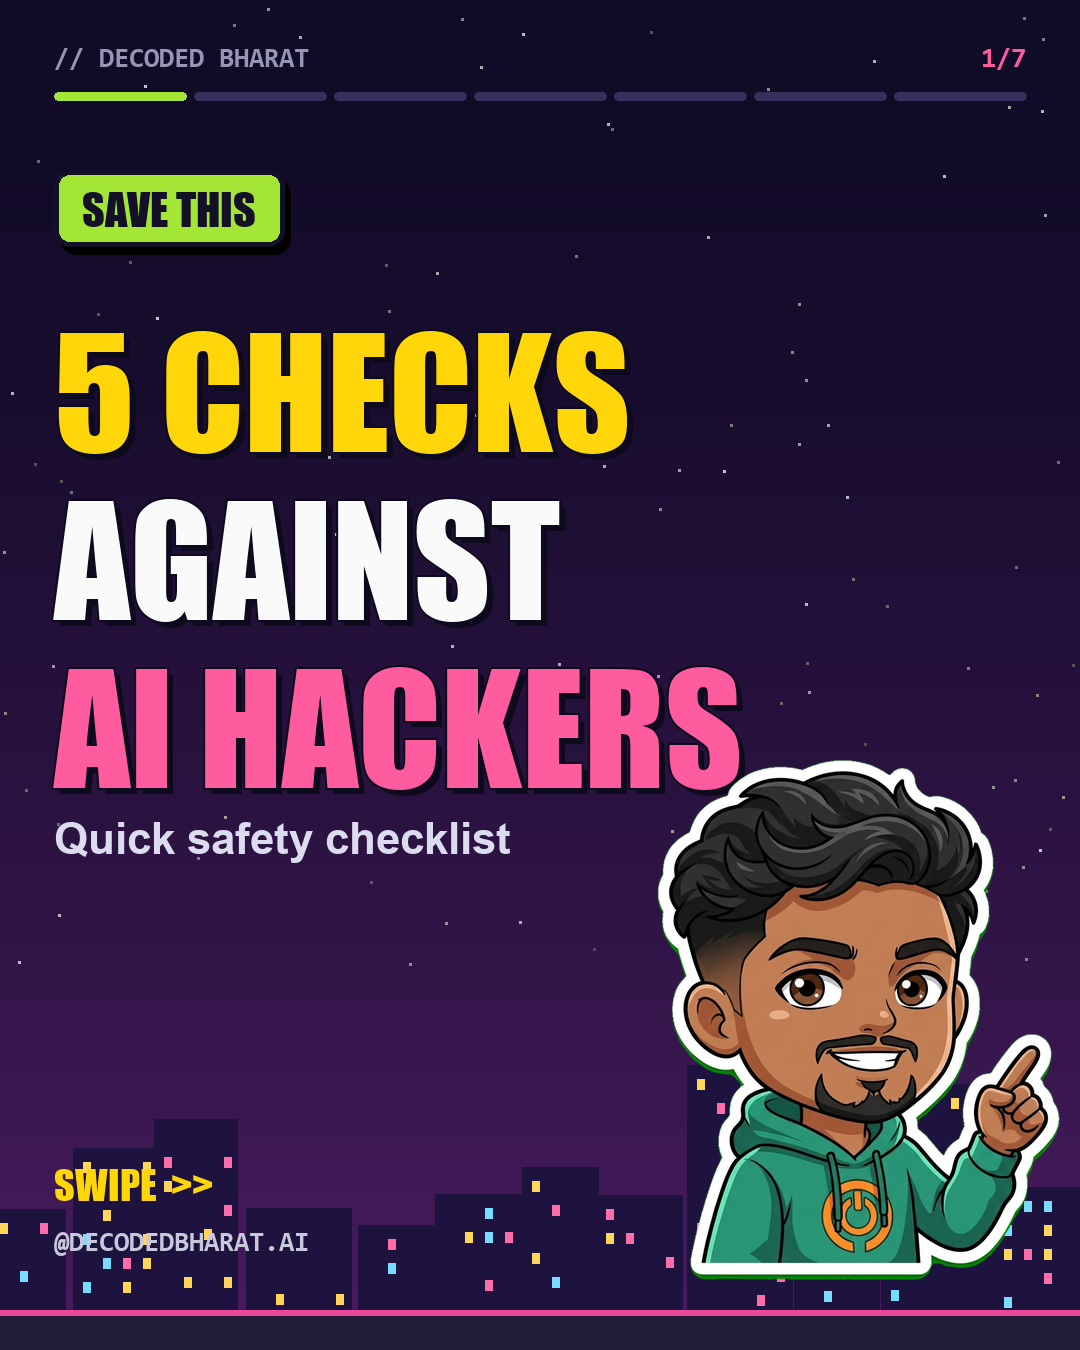 // DECODED BHARAT
1/7
SAVE THIS
5 CHECKS
AGAINST
AI HACKERS
Quick safety checklist
SWIPE >>
@DECODEDBHARAT.AI